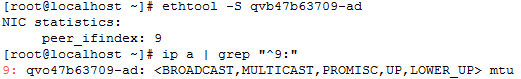 [root@localhost ~]# ethtool -S qvb47b63709-ad
NIC statistics:
     peer_ifindex: 9
[root@localhost ~]# ip a | grep "^9:"
9: qvo47b63709-ad: <BROADCAST,MULTICAST,PROMISC,UP,LOWER_UP> mtu